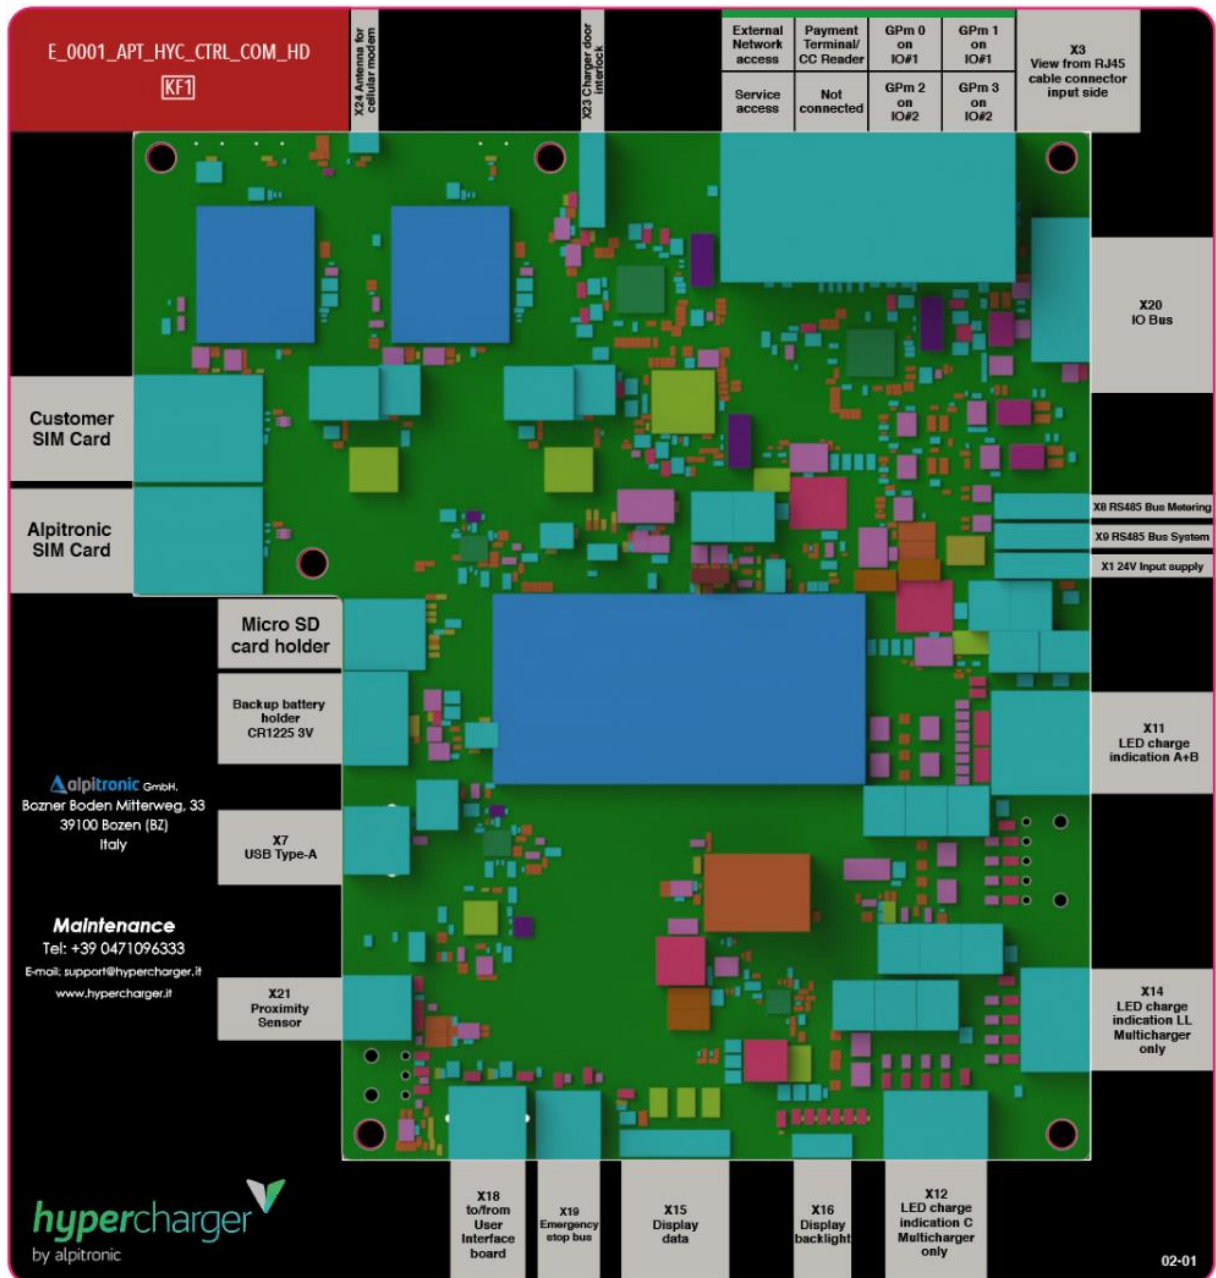 E_0001_APT_HYC_CTRL_COM_HD
KF1
X24 Antenna for
cellular modem
X23 Charger door
interlock
External
Network
access
Payment
Terminal/
CC Reader
GPm 0
on
IO#1
GPm 1
on
IO#1
Service
access
Not
connected
GPm 2
on
IO#2
GPm 3
on
IO#2
X3
View from RJ45
cable connector
input side
X20
IO Bus
Customer
SIM Card
Alpitronic
SIM Card
X8 RS485 Bus Metering
X9 RS485 Bus System
X1 24V Input supply
Micro SD
card holder
Backup battery
holder
CR1225 3V
X11
LED charge
indication A+B
alpitronic GmbH.
Bozner Boden Mitterweg, 33
39100 Bozen (BZ)
Italy
X7
USB Type-A
Maintenance
Tel: +39 0471096333
E-mail: support@hypercharger.it
www.hypercharger.it
X21
Proximity
Sensor
X14
LED charge
indication LL
Multicharger
only
X18
to/from
User
Interface
board
X19
Emergency
stop bus
X15
Display
data
X16
Display
backlight
X12
LED charge
indication C
Multicharger
only
hypercharger
by alpitronic
02-01